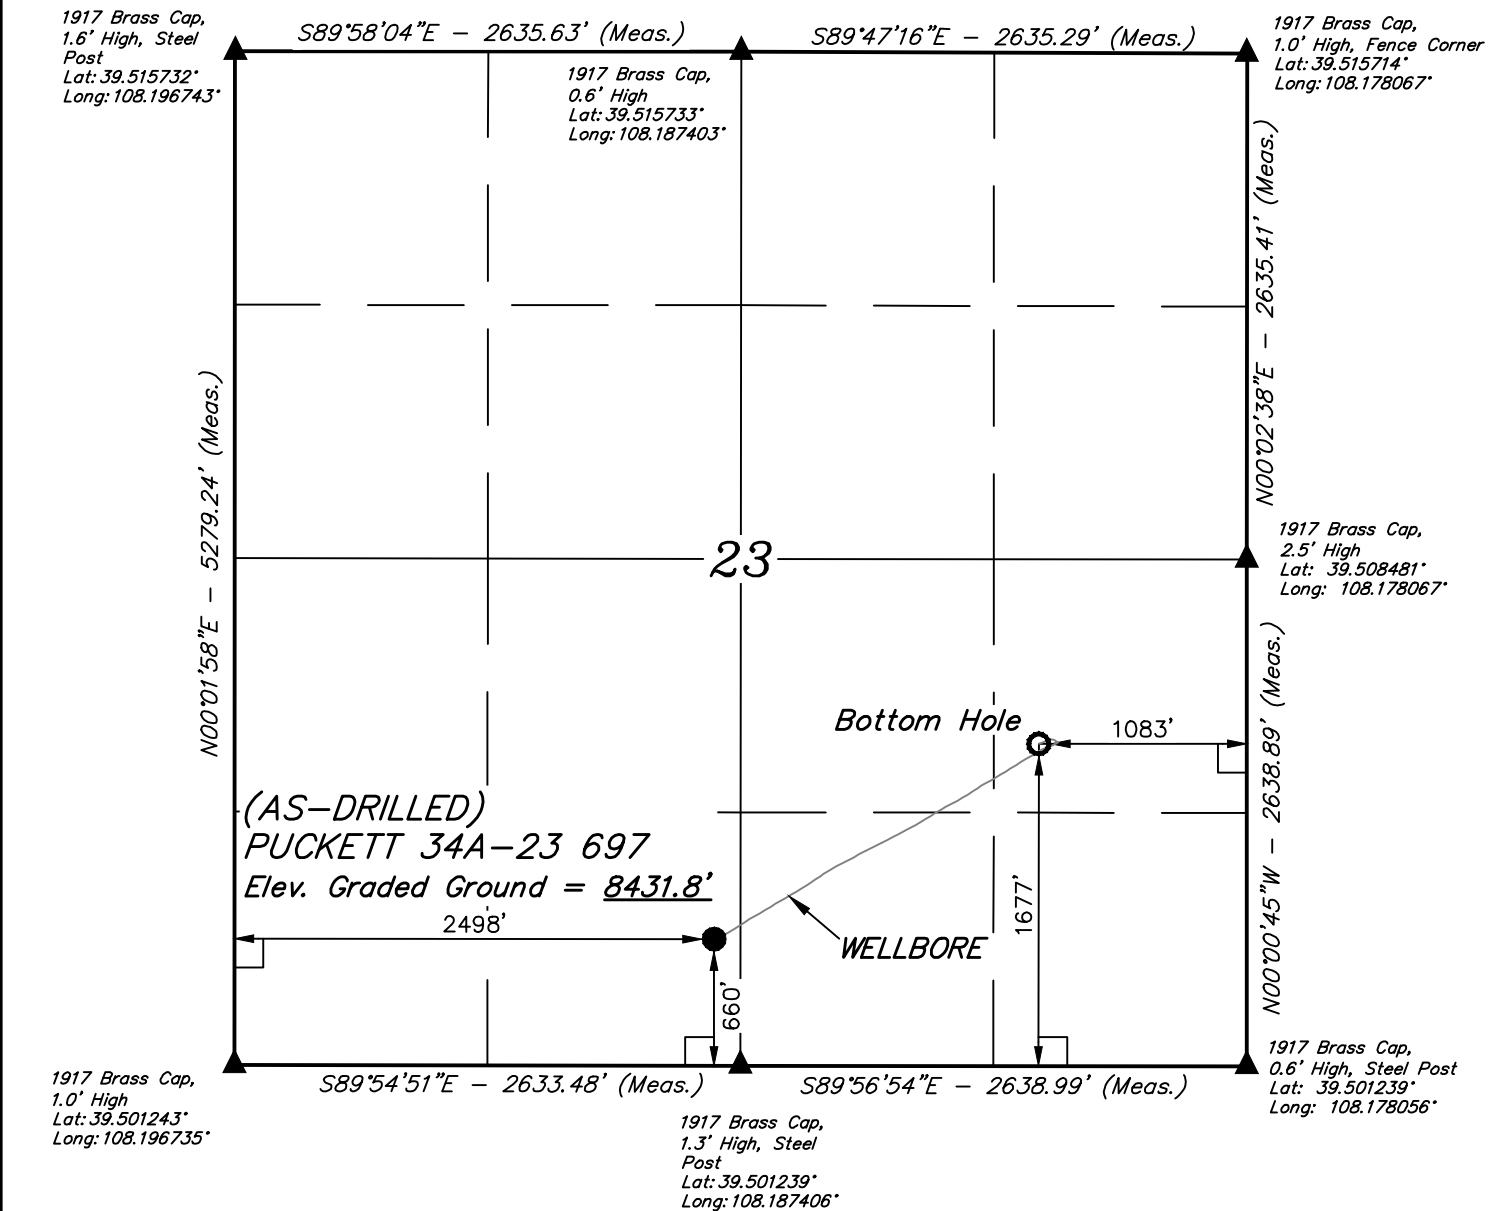 1917 Brass Cap,
1.6' High, Steel
Post
Lat: 39.515732°
Long: 108.196743°
S89°58'04"E - 2635.63' (Meas.)
1917 Brass Cap,
0.6' High
Lat: 39.515733°
Long: 108.187403°
S89°47'16"E - 2635.29' (Meas.)
1917 Brass Cap,
1.0' High, Fence Corner
Lat: 39.515714°
Long: 108.178067°
N00°02'38"E - 2635.41' (Meas.)
N00°01'58"E - 5279.24' (Meas.)
23
1917 Brass Cap,
2.5' High
Lat: 39.508481°
Long: 108.178067°
Bottom Hole
1083'
N00°00'45"W - 2638.89' (Meas.)
(AS-DRILLED)
PUCKETT 34A-23 697
Elev. Graded Ground = 8431.8'
2498'
WELLBORE
1677'
660'
1917 Brass Cap,
1.0' High
Lat: 39.501243°
Long: 108.196735°
S89°54'51"E - 2633.48' (Meas.)
1917 Brass Cap,
1.3' High, Steel
Post
Lat: 39.501239°
Long: 108.187406°
S89°56'54"E - 2638.99' (Meas.)
1917 Brass Cap,
0.6' High, Steel Post
Lat: 39.501239°
Long: 108.178056°